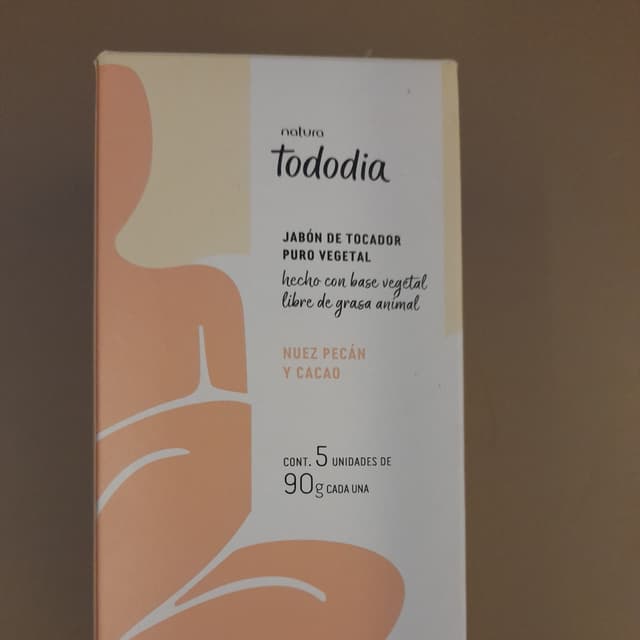 natura
tododia
JABÓN DE TOCADOR
PURO VEGETAL
hecho con base vegetal
libre de grasa animal
NUEZ PECÁN
Y CACAO
CONT. 5 UNIDADES DE
90g CADA UNA